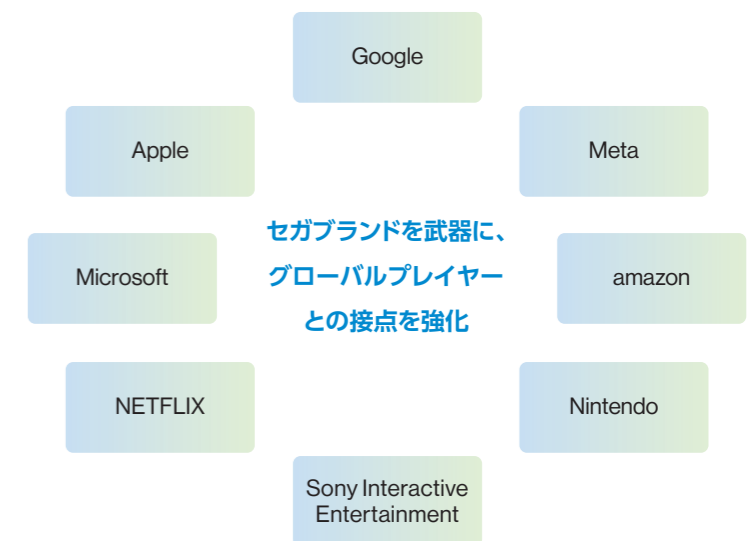 Google
Apple
Meta
セガブランドを武器に、
グローバルプレイヤー
との接点を強化
Microsoft
amazon
NETFLIX
Nintendo
Sony Interactive
Entertainment